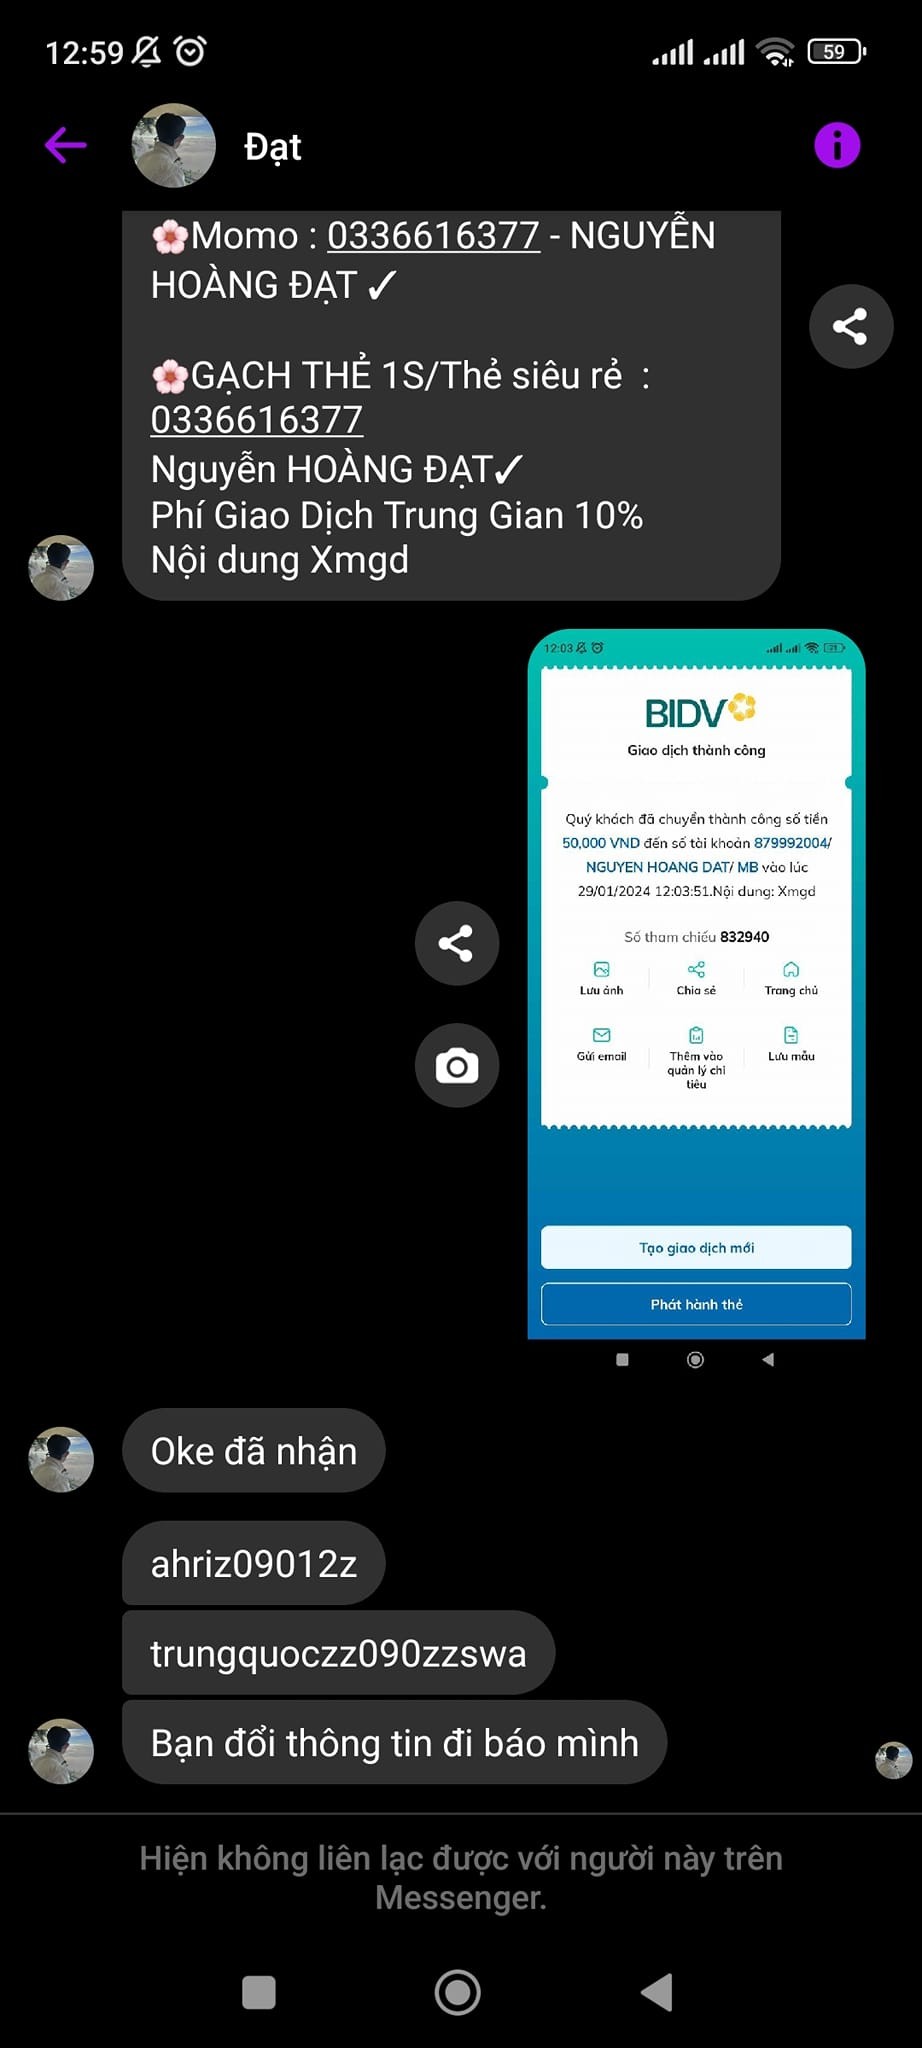 12:59
59
Đạt
🌸Momo : 0336616377 - NGUYỄN
HOÀNG ĐẠT ✓
🌸GẠCH THẺ 1S/Thẻ siêu rẻ :
0336616377
Nguyễn HOÀNG ĐẠT✓
Phí Giao Dịch Trung Gian 10%
Nội dung Xmgd
12:03
BIDV
Giao dịch thành công
Quý khách đã chuyển thành công số tiền
50,000 VND đến số tài khoản 879992004/
NGUYEN HOANG DAT/ MB vào lúc
29/01/2024 12:03:51.Nội dung: Xmgd
Số tham chiếu 832940
Lưu ảnh
Chia sẻ
Trang chủ
Gửi email
Thêm vào
quản lý chi
tiêu
Lưu mẫu
Tạo giao dịch mới
Phát hành thẻ
Oke đã nhận
ahriz09012z
trungquoczz090zzswa
Bạn đổi thông tin đi báo mình
Hiện không liên lạc được với người này trên
Messenger.